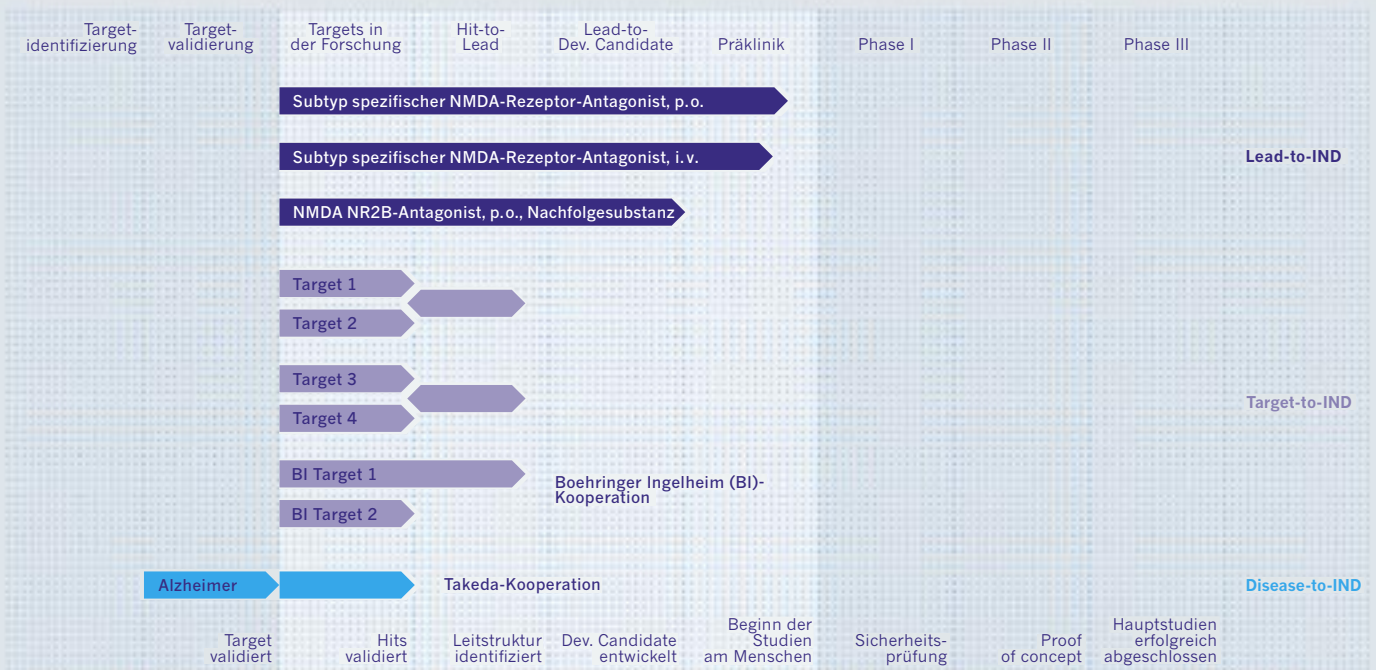 Target-
identifizierung
Target-
validierung
Targets in
der Forschung
Hit-to-
Lead
Lead-to-
Dev. Candidate
Präklinik
Phase I
Phase II
Phase III
Subtyp spezifischer NMDA-Rezeptor-Antagonist, p.o.
Subtyp spezifischer NMDA-Rezeptor-Antagonist, i.v.
Lead-to-IND
NMDA NR2B-Antagonist, p.o., Nachfolgesubstanz
Target 1
Target 2
Target 3
Target-to-IND
Target 4
BI Target 1
Boehringer Ingelheim (BI)-
Kooperation
BI Target 2
Alzheimer
Takeda-Kooperation
Disease-to-IND
Target
validiert
Hits
validiert
Leitstruktur
identifiziert
Dev. Candidate
entwickelt
Beginn der
Studien
am Menschen
Sicherheits-
prüfung
Proof
of concept
Hauptstudien
erfolgreich
abgeschlossen